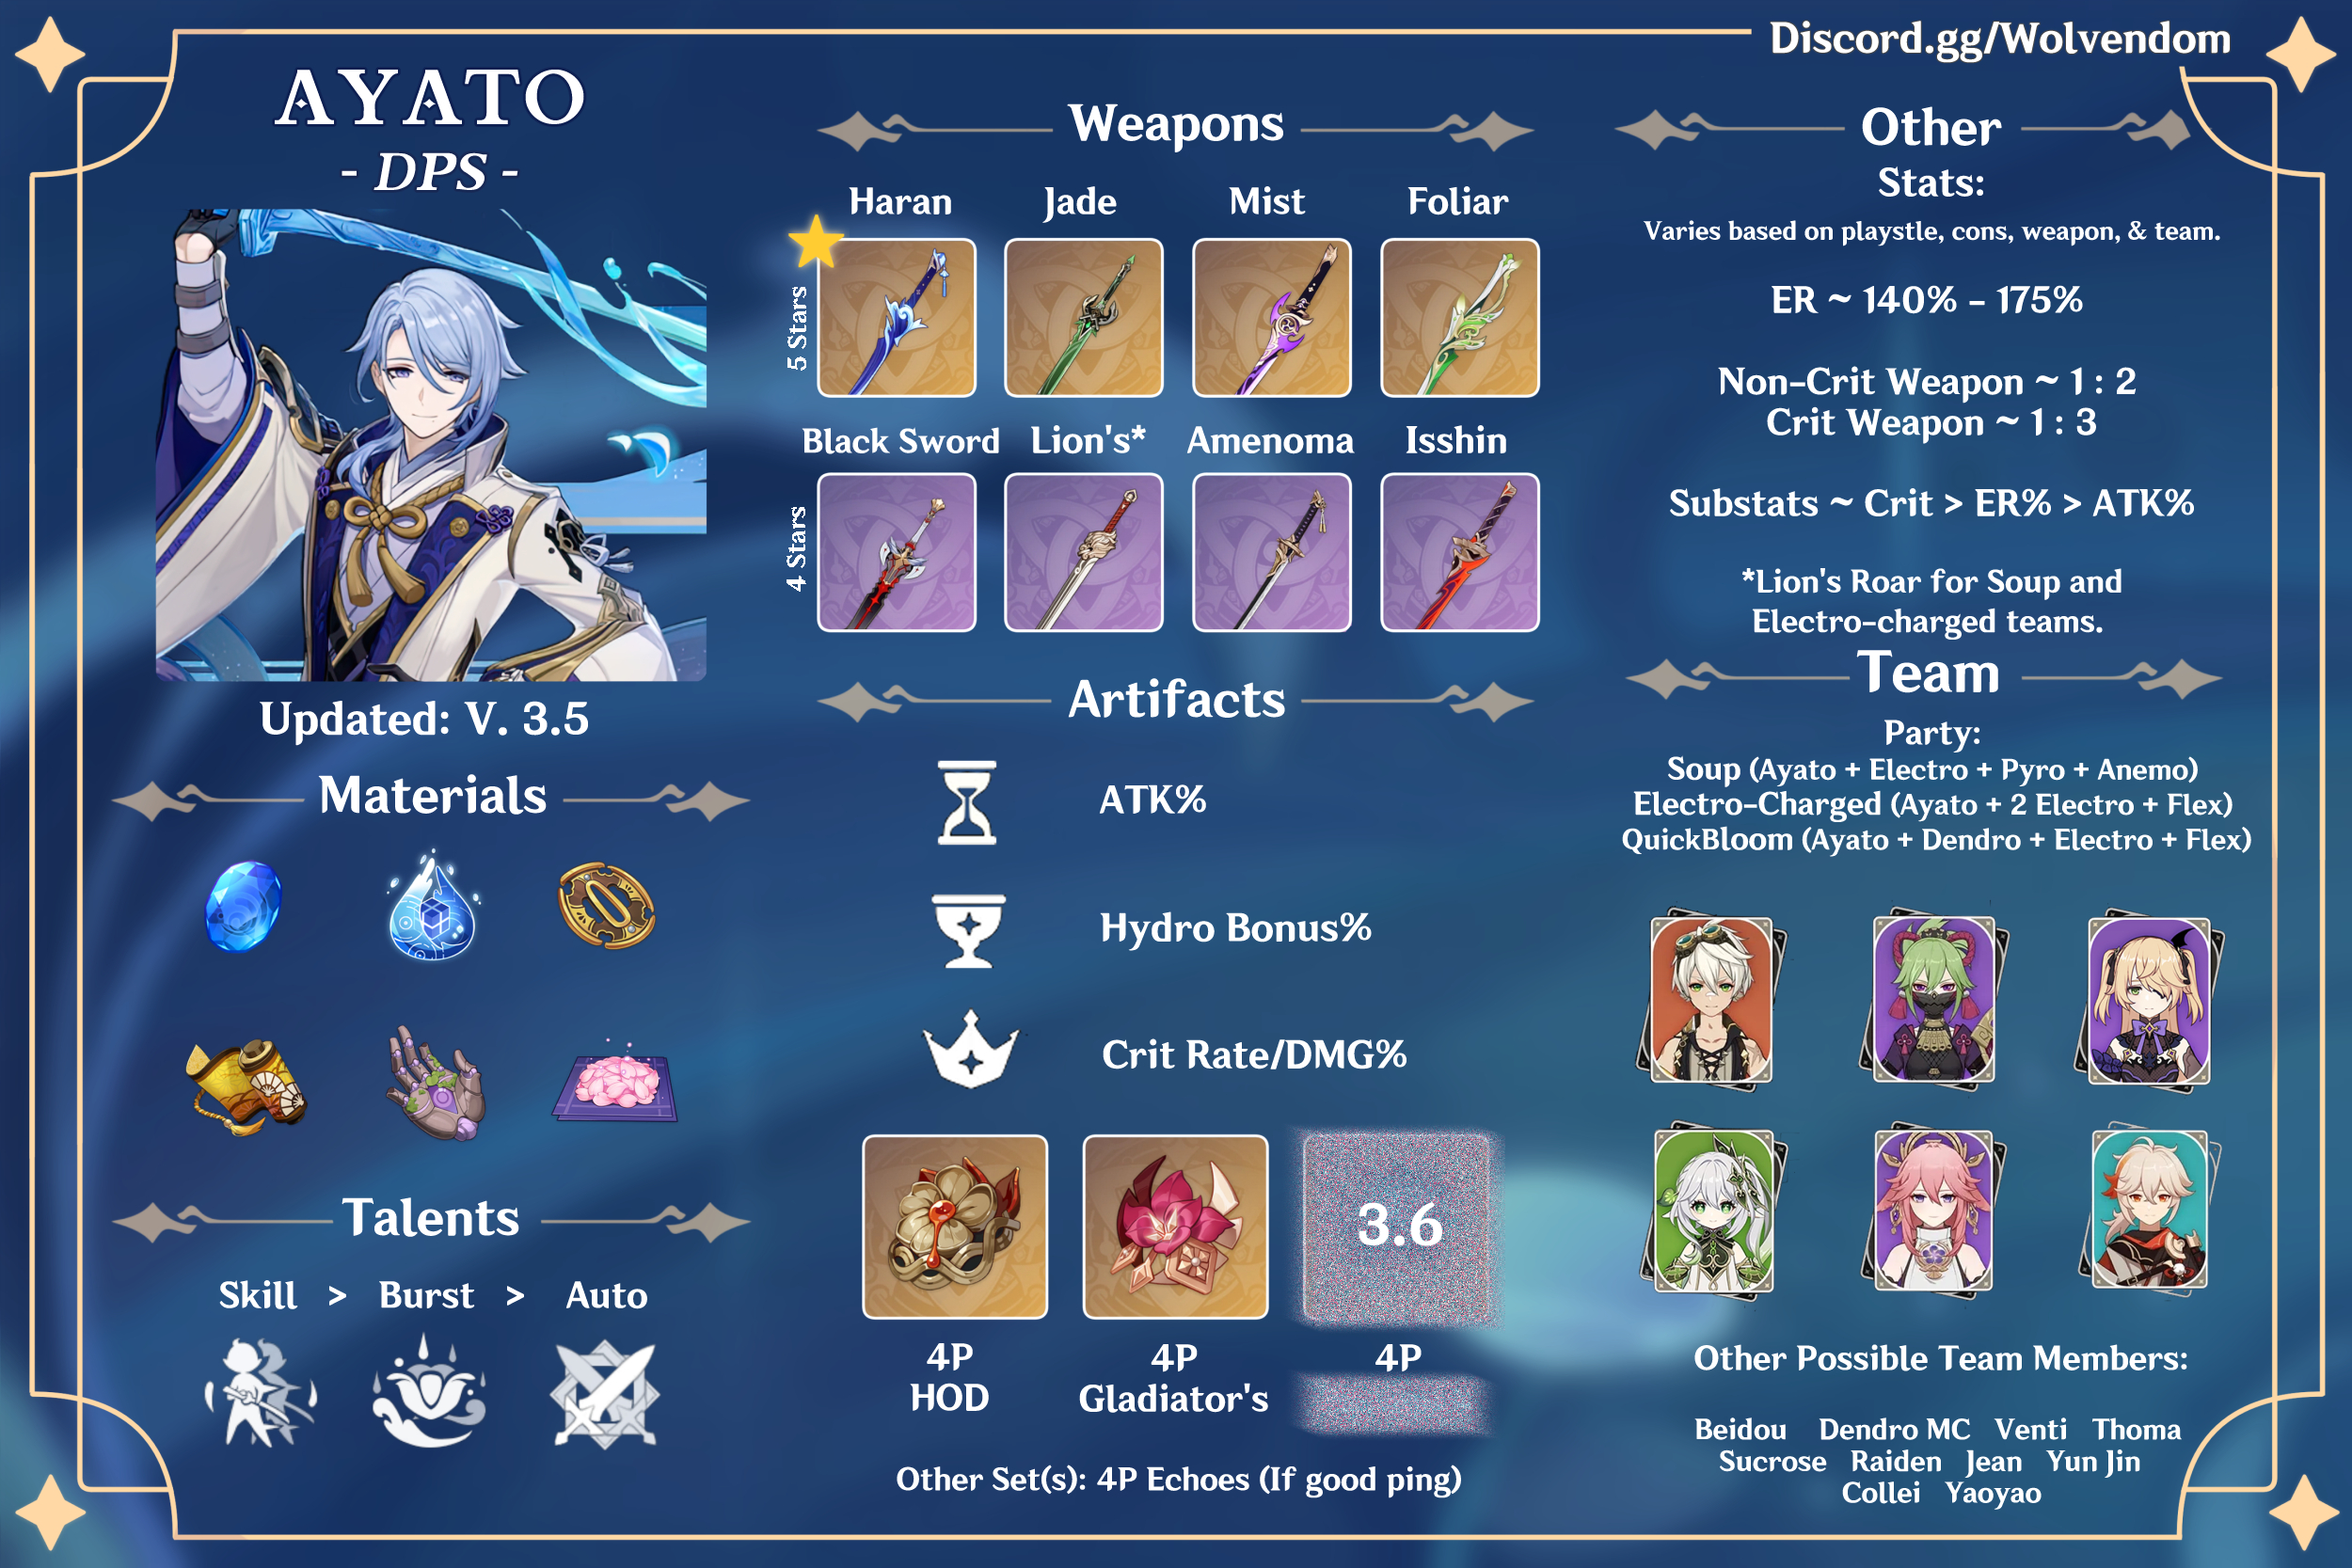 Discord.gg/Wolvendom
AYATO
- DPS -
Updated: V. 3.5
Materials
Talents
Skill > Burst > Auto
Weapons
5 Stars
Haran Jade Mist Foliar
4 Stars
Black Sword Lion's* Amenoma Isshin
Artifacts
ATK%
Hydro Bonus%
Crit Rate/DMG%
3.6
4P 4P 4P
HOD Gladiator's
Other Set(s): 4P Echoes (If good ping)
Other
Stats:
Varies based on playstle, cons, weapon, & team.
ER ~ 140% - 175%
Non-Crit Weapon ~ 1 : 2
Crit Weapon ~ 1 : 3
Substats ~ Crit > ER% > ATK%
*Lion's Roar for Soup and
Electro-charged teams.
Team
Party:
Soup (Ayato + Electro + Pyro + Anemo)
Electro-Charged (Ayato + 2 Electro + Flex)
QuickBloom (Ayato + Dendro + Electro + Flex)
Other Possible Team Members:
Beidou Dendro MC Venti Thoma
Sucrose Raiden Jean Yun Jin
Collei Yaoyao